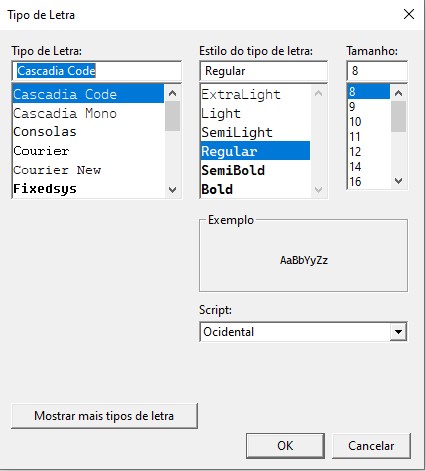 Tipo de Letra
Tipo de Letra:
Cascadia Code
Cascadia Code
Cascadia Mono
Consolas
Courier
Courier New
Fixedsys
Estilo do tipo de letra:
Regular
ExtraLight
Light
SemiLight
Regular
SemiBold
Bold
Tamanho:
8
8
9
10
11
12
14
16
Exemplo
AaBbYyZz
Script:
Ocidental
Mostrar mais tipos de letra
OK
Cancelar